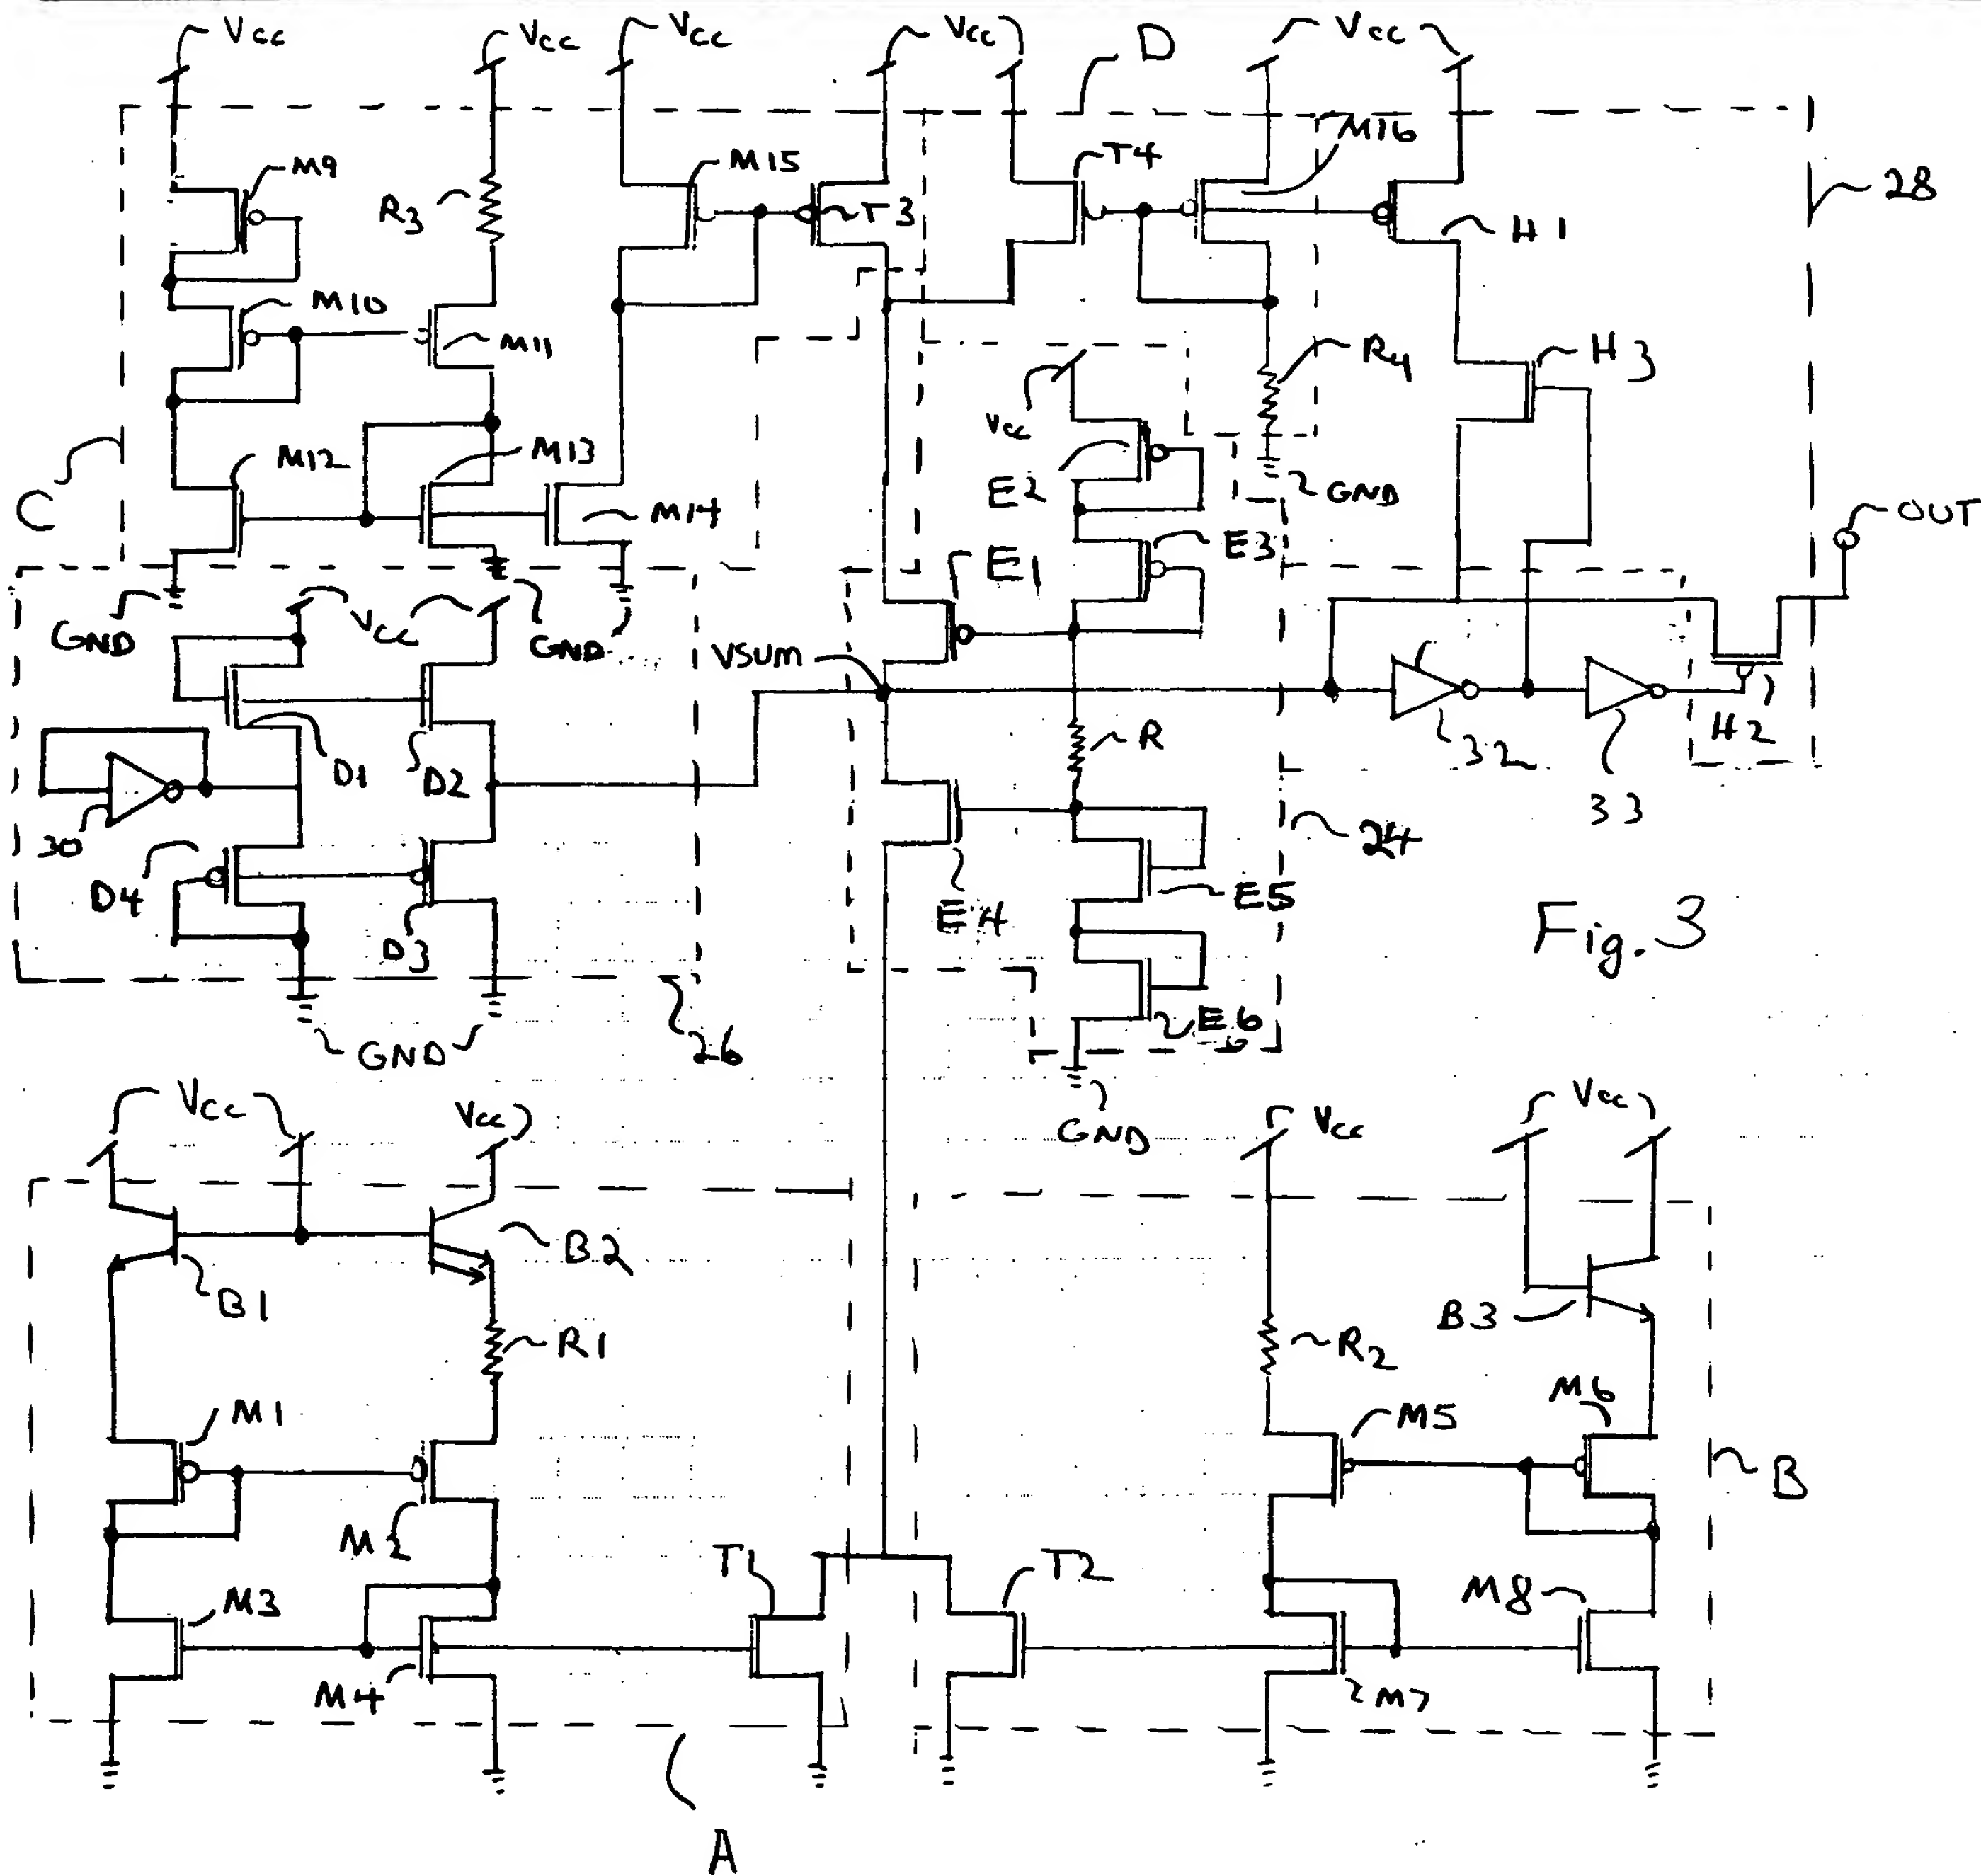 Vcc
Vcc
Vcc
Vcc
D
Vcc
M9
R3
M15
T3
T4
M16
28
H1
M10
M11
R4
H3
Vcc
C
M12
M13
M14
E2
GND
OUT
E3
E1
GND
Vcc
GND
VSUM
D1
D2
R
32
H2
30
33
D4
24
D3
E4
E5
Fig. 3
E6
GND
26
GND
Vcc
Vcc
Vcc
Vcc
B1
B2
B3
R1
R2
M1
M5
M6
B
M2
T1
T2
M3
M8
M4
M7
A